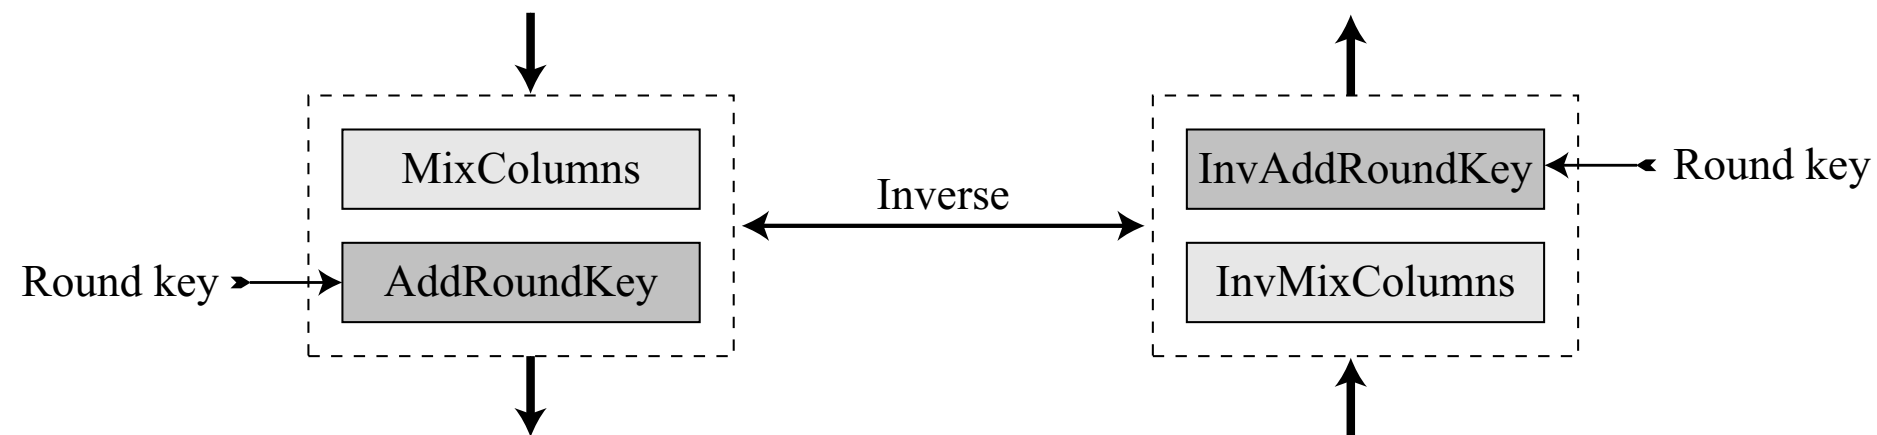 MixColumns
InvAddRoundKey
Round key
Inverse
Round key
AddRoundKey
InvMixColumns